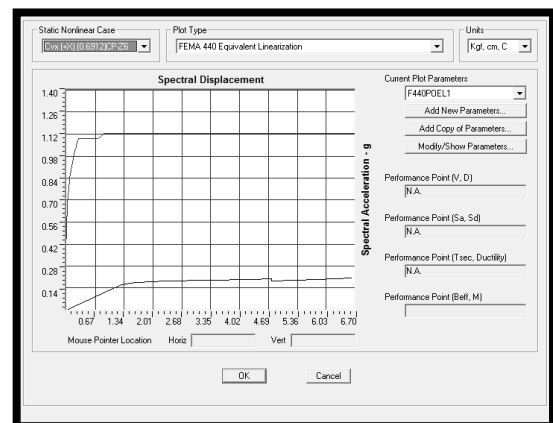 Static Nonlinear Case
Cvx (+X) (0.6912)CP-Z6
Plot Type
FEMA 440 Equivalent Linearization
Units
Kgf, cm, C
Spectral Displacement
1.40
1.26
1.12
0.98
0.84
0.70
0.56
0.42
0.28
0.14
0.67 1.34 2.01 2.68 3.35 4.02 4.69 5.36 6.03 6.70
Spectral Acceleration - g
Mouse Pointer Location Horiz Vert
Current Plot Parameters
F440POEL1
Add New Parameters...
Add Copy of Parameters...
Modify/Show Parameters...
Performance Point (V, D)
N.A.
Performance Point (Sa, Sd)
N.A.
Performance Point (Tsec, Ductility)
N.A.
Performance Point (Beff, M)
OK Cancel